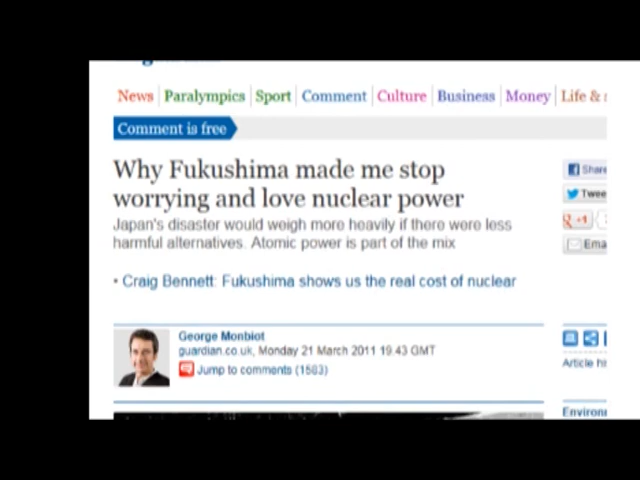 News Paralympics Sport Comment Culture Business Money Life &
Comment is free
Why Fukushima made me stop
worrying and love nuclear power
Japan's disaster would weigh more heavily if there were less
harmful alternatives. Atomic power is part of the mix
• Craig Bennett: Fukushima shows us the real cost of nuclear
George Monbiot
guardian.co.uk, Monday 21 March 2011 19.43 GMT
Jump to comments (1583)
Share
Twee
+1
Ema
Article hi
Environ